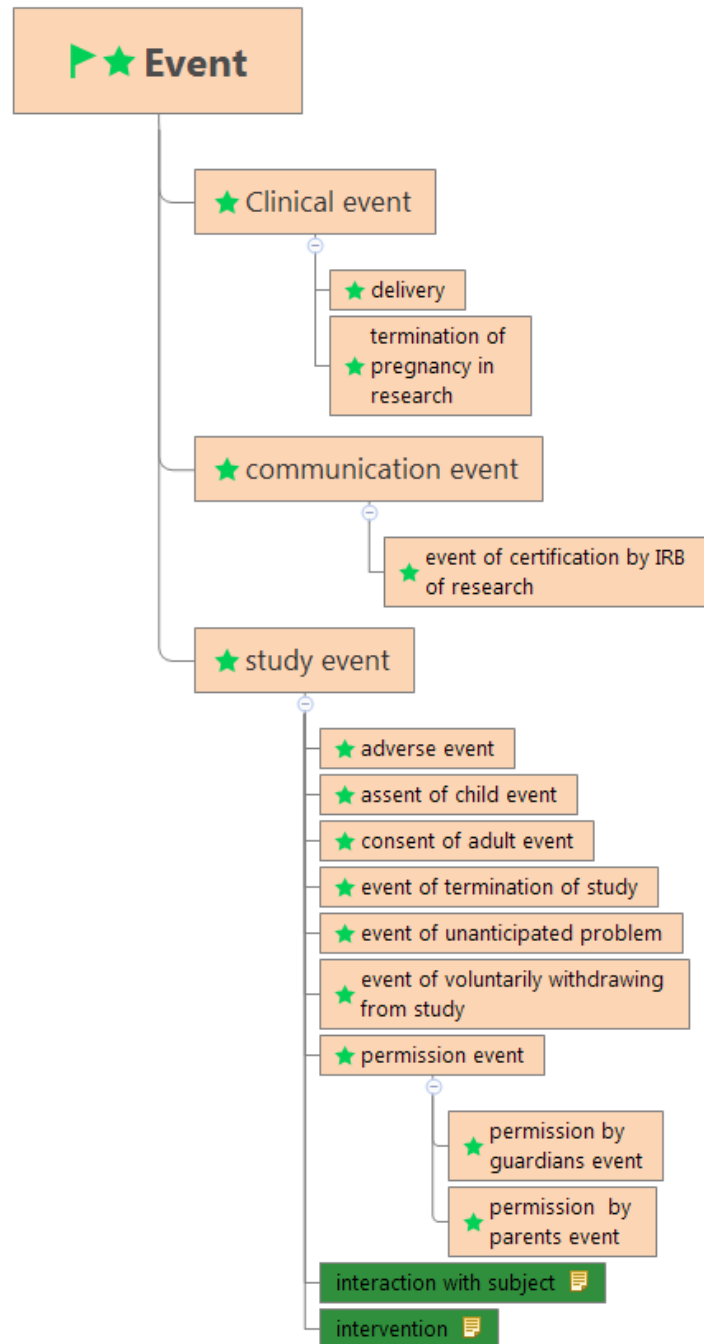 Event
Clinical event
delivery
termination of
pregnancy in
research
communication event
event of certification by IRB
of research
study event
adverse event
assent of child event
consent of adult event
event of termination of study
event of unanticipated problem
event of voluntarily withdrawing
from study
permission event
permission by
guardians event
permission by
parents event
interaction with subject
intervention